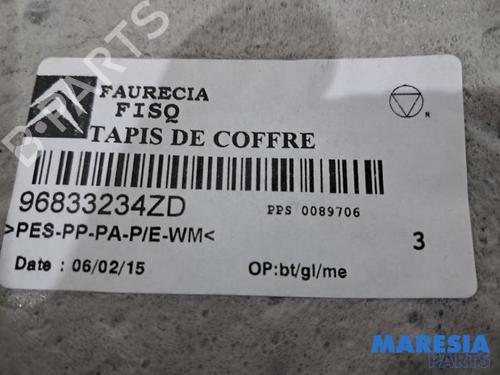 FAURECIA
FISQ
TAPIS DE COFFRE
R
96833234ZD
PPS 0089706
>PES-PP-PA-P/E-WM<
3
Date : 06/02/15
OP:bt/gl/me
B-PARTS
MARESIA
PARTS